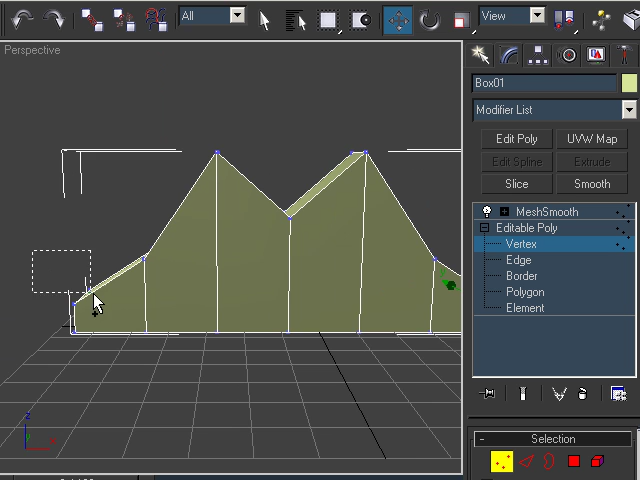 All
View
Perspective
Box01
Modifier List
Edit Poly
UVW Map
Edit Spline
Extrude
Slice
Smooth
MeshSmooth
Editable Poly
Vertex
Edge
Border
Polygon
Element
z
x
- Selection